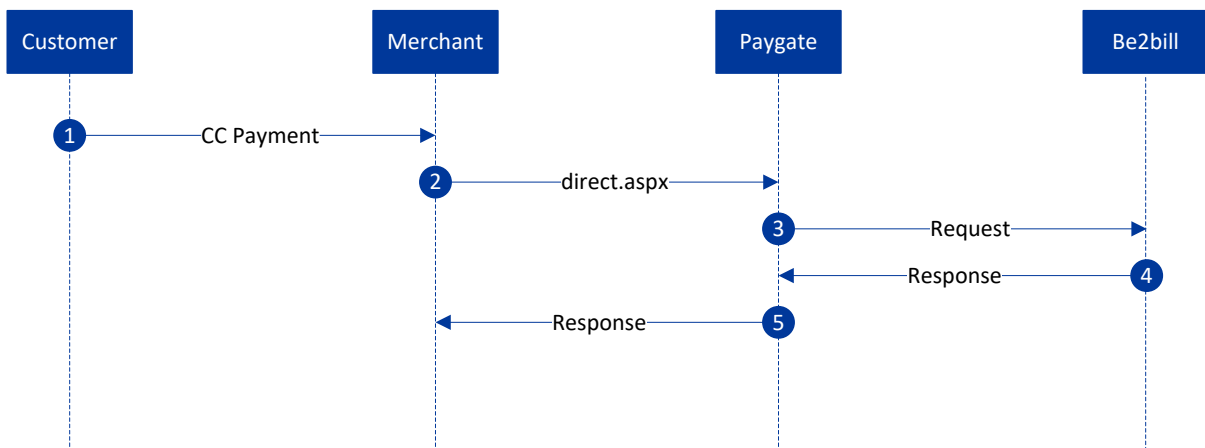 Customer
Merchant
Paygate
Be2bill
1
CC Payment
2
direct.aspx
3
Request
Response
4
Response
5